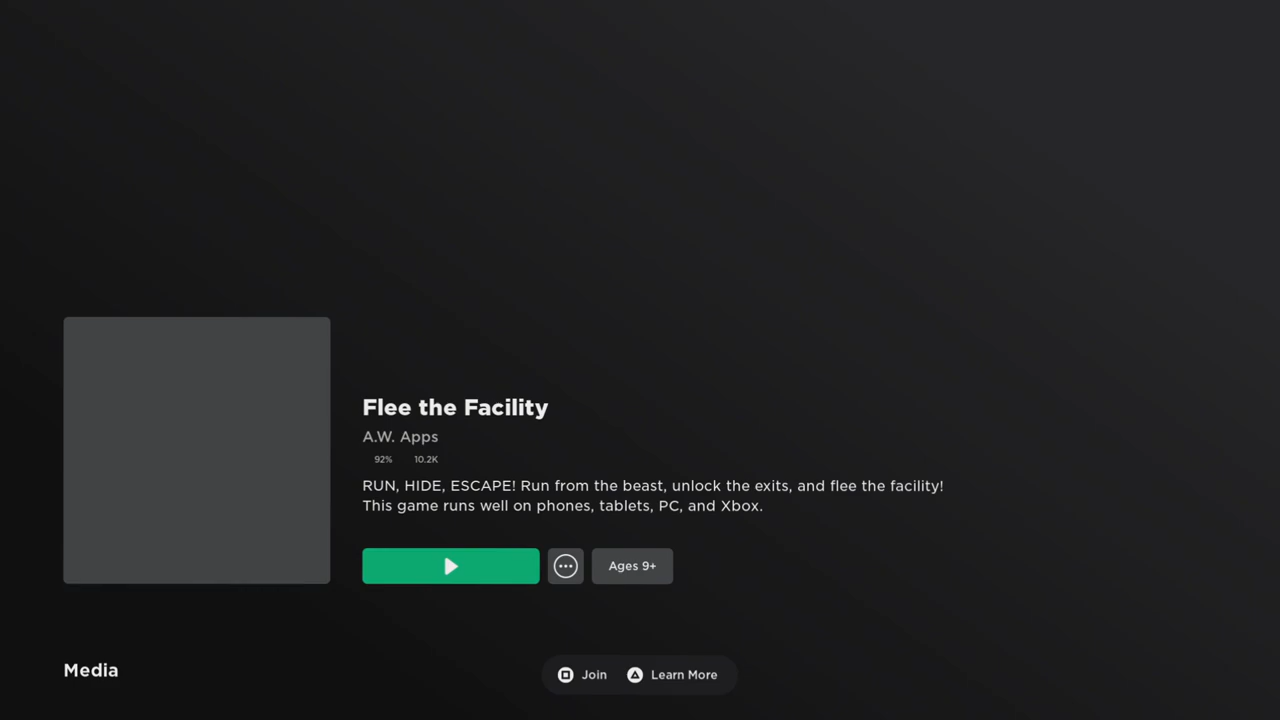 Flee the Facility
A.W. Apps
92% 10.2K
RUN, HIDE, ESCAPE! Run from the beast, unlock the exits, and flee the facility!
This game runs well on phones, tablets, PC, and Xbox.
Ages 9+
Media
Join Learn More